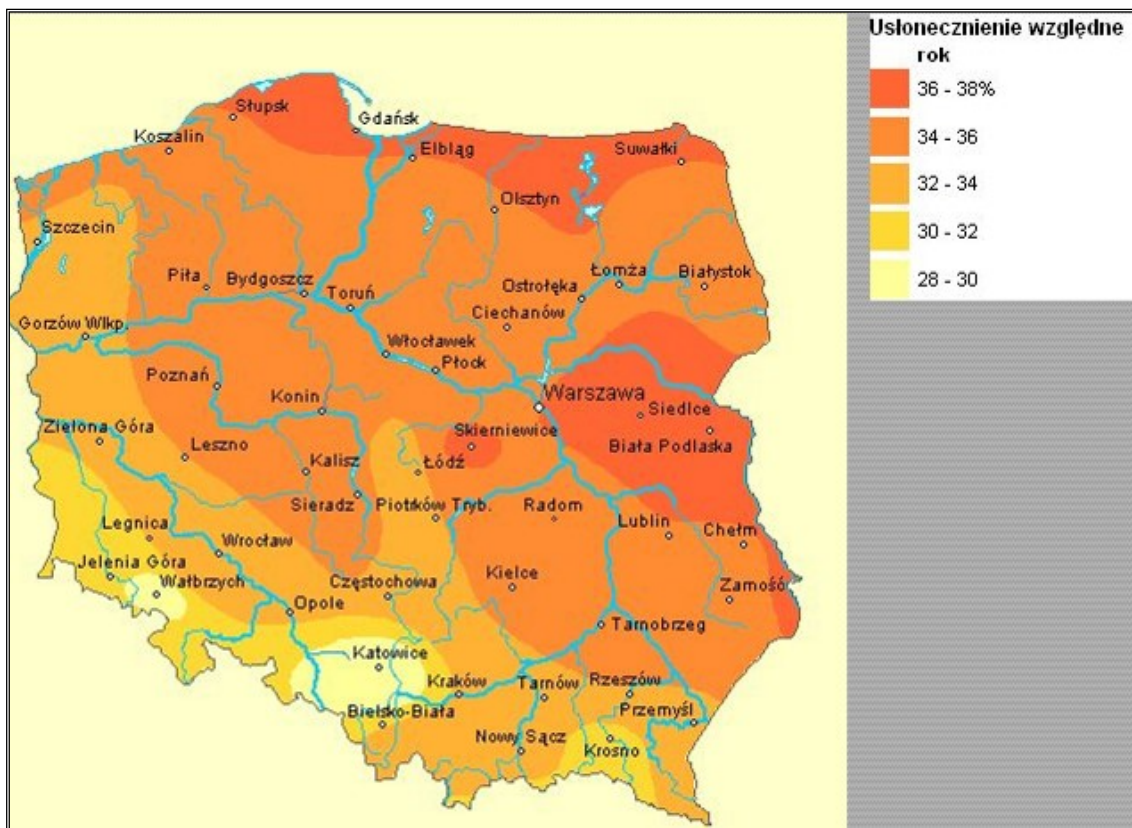 Usłonecznienie względne
rok
36 - 38%
34 - 36
32 - 34
30 - 32
28 - 30
Słupsk
Gdańsk
Koszalin
Elbląg
Suwałki
Olsztyn
Szczecin
Piła
Bydgoszcz
Toruń
Ostrołęka
Łomża
Białystok
Ciechanów
Gorzów Wlkp.
Włocławek
Płock
Poznań
Konin
Warszawa
Siedlce
Zielona Góra
Skierniewice
Biała Podlaska
Leszno
Kalisz
Łódź
Sieradz
Piotrków Tryb.
Radom
Lublin
Chełm
Legnica
Wrocław
Jelenia Góra
Wałbrzych
Częstochowa
Kielce
Zamość
Opole
Tarnobrzeg
Katowice
Kraków
Tarnów
Rzeszów
Bielsko-Biała
Przemyśl
Nowy Sącz
Krosno